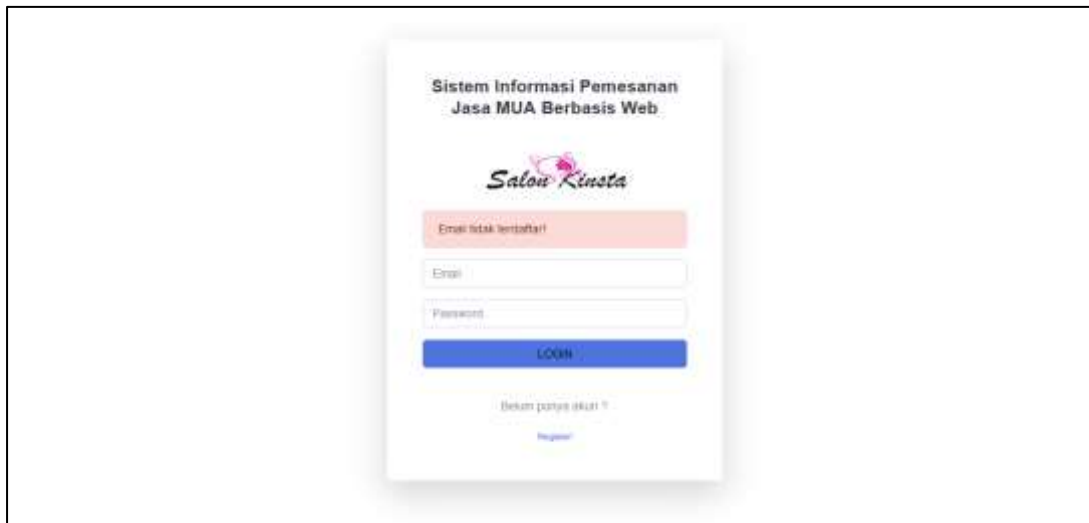 Sistem Informasi Pemesanan
Jasa MUA Berbasis Web
Salon Kinsta
Email tidak terdaftar!
Email
Password
LOGIN
Belum punya akun ?
Register!